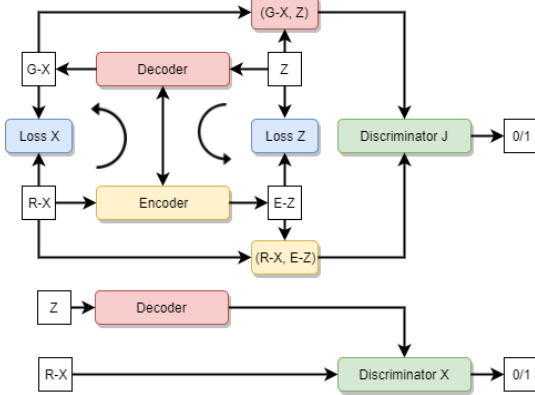 (G-X, Z)
G-X
Decoder
Z
Loss X
Loss Z
Discriminator J
0/1
R-X
Encoder
E-Z
(R-X, E-Z)
Z
Decoder
R-X
Discriminator X
0/1